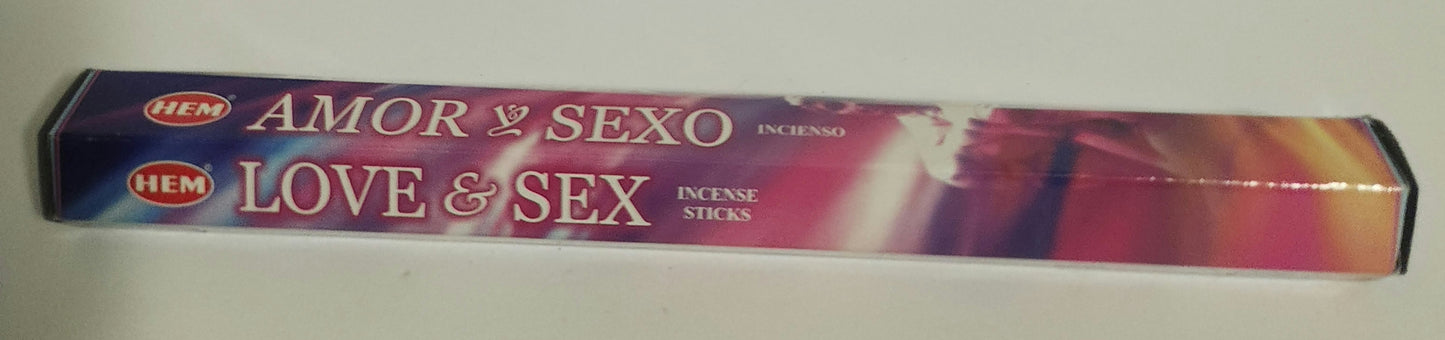 HEM® AMOR y SEXO INCIENSO
HEM® LOVE & SEX INCENSE
STICKS